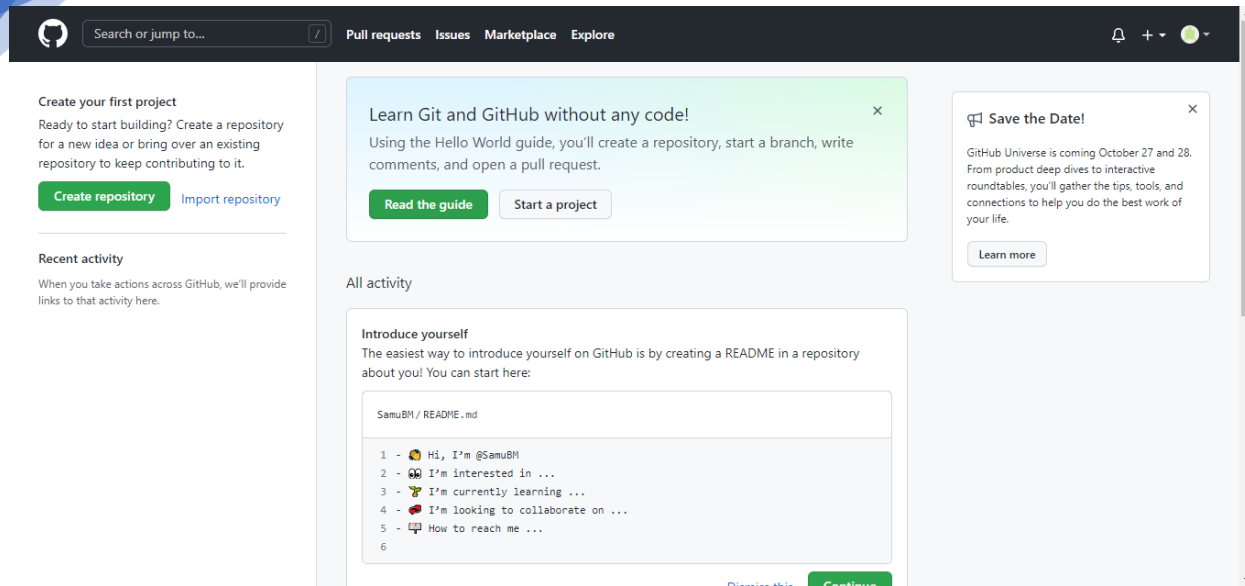 Search or jump to...
/
Pull requests
Issues
Marketplace
Explore
Create your first project
Ready to start building? Create a repository
for a new idea or bring over an existing
repository to keep contributing to it.
Create repository
Import repository
Recent activity
When you take actions across GitHub, we'll provide
links to that activity here.
Learn Git and GitHub without any code!
Using the Hello World guide, you'll create a repository, start a branch, write
comments, and open a pull request.
Read the guide
Start a project
All activity
Introduce yourself
The easiest way to introduce yourself on GitHub is by creating a README in a repository
about you! You can start here:
SamuBM/README.md
1 - 👋 Hi, I'm @SamuBM
2 - 👀 I'm interested in ...
3 - 🌱 I'm currently learning ...
4 - 💞️ I'm looking to collaborate on ...
5 - 📫 How to reach me ...
6
Dismiss this
Continue
Save the Date!
GitHub Universe is coming October 27 and 28.
From product deep dives to interactive
roundtables, you'll gather the tips, tools, and
connections to help you do the best work of
your life.
Learn more